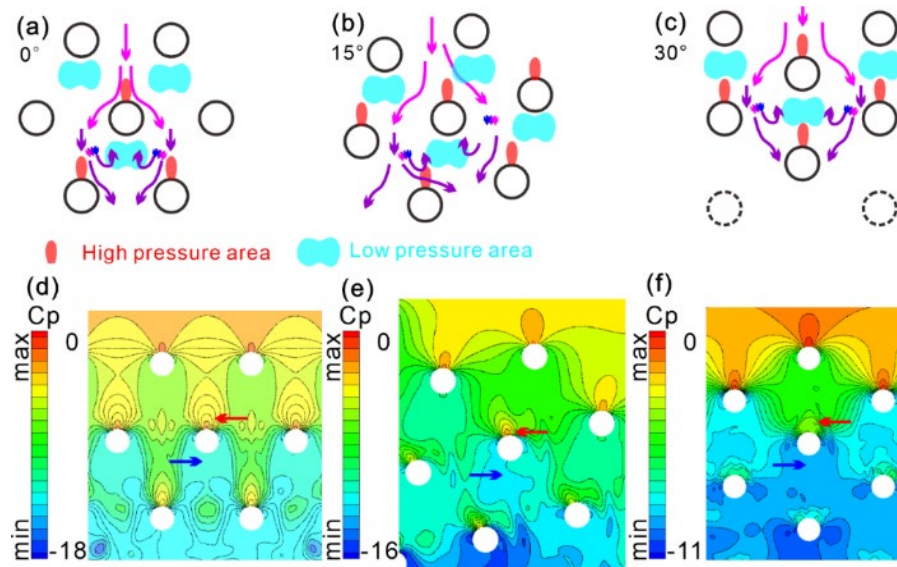 (a)
0°
(b)
15°
(c)
30°
High pressure area
Low pressure area
(d)
Cp
max
0
min
-18
(e)
Cp
max
0
min
-16
(f)
Cp
max
0
min
-11